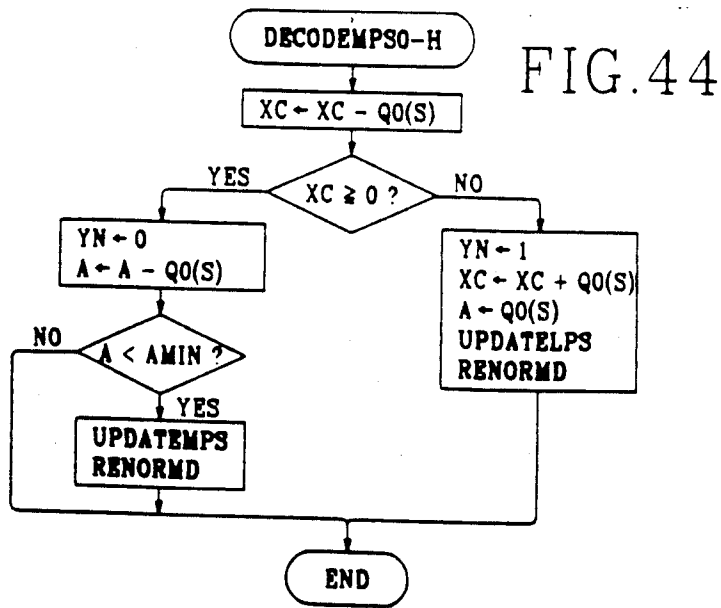 DECODEMPS0-H
FIG.44
XC ← XC - Q0(S)
XC ≧ 0 ?
YES
NO
YN ← 0
A ← A - Q0(S)
YN ← 1
XC ← XC + Q0(S)
A ← Q0(S)
UPDATELPS
RENORMD
NO
A < AMIN ?
YES
UPDATEMPS
RENORMD
END